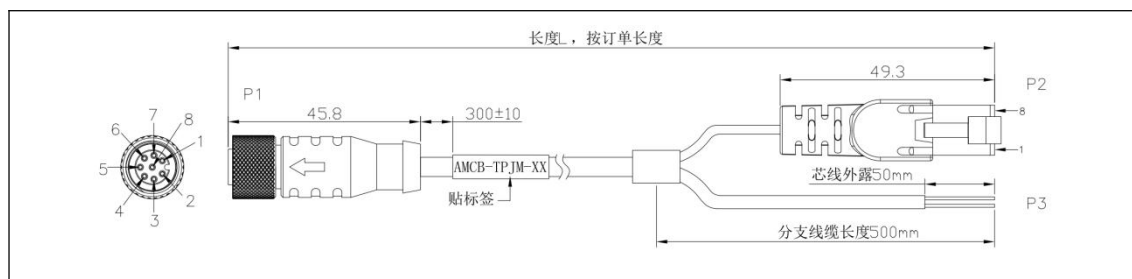 长度L，按订单长度
49.3
P1
P2
45.8
300±10
7
8
6
1
5
4
2
3
8
1
AMCB-TPJM-XX
贴标签
芯线外露50mm
P3
分支线缆长度500mm